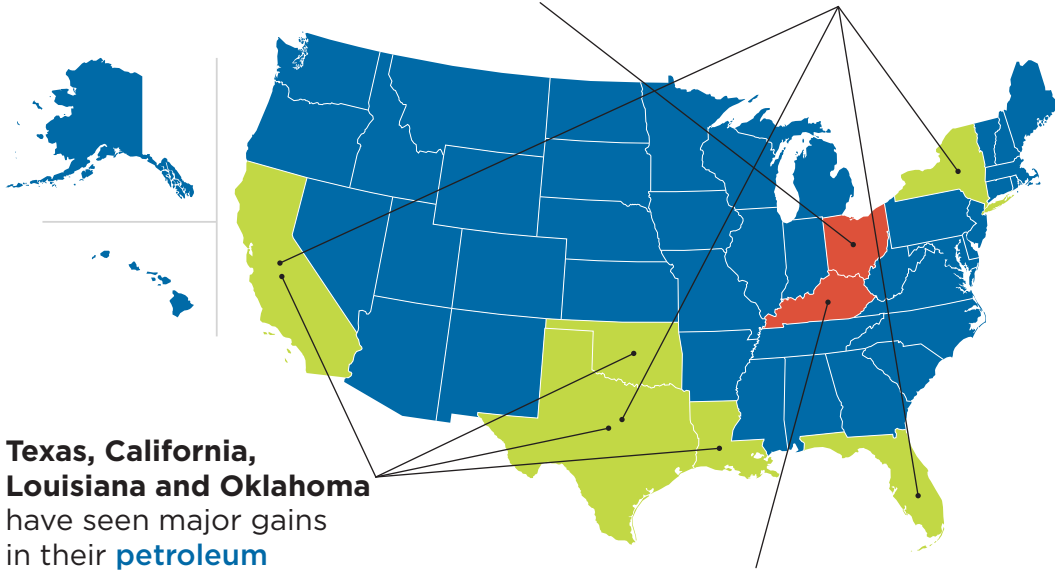 Texas, California,
Louisiana and Oklahoma
have seen major gains
in their petroleum